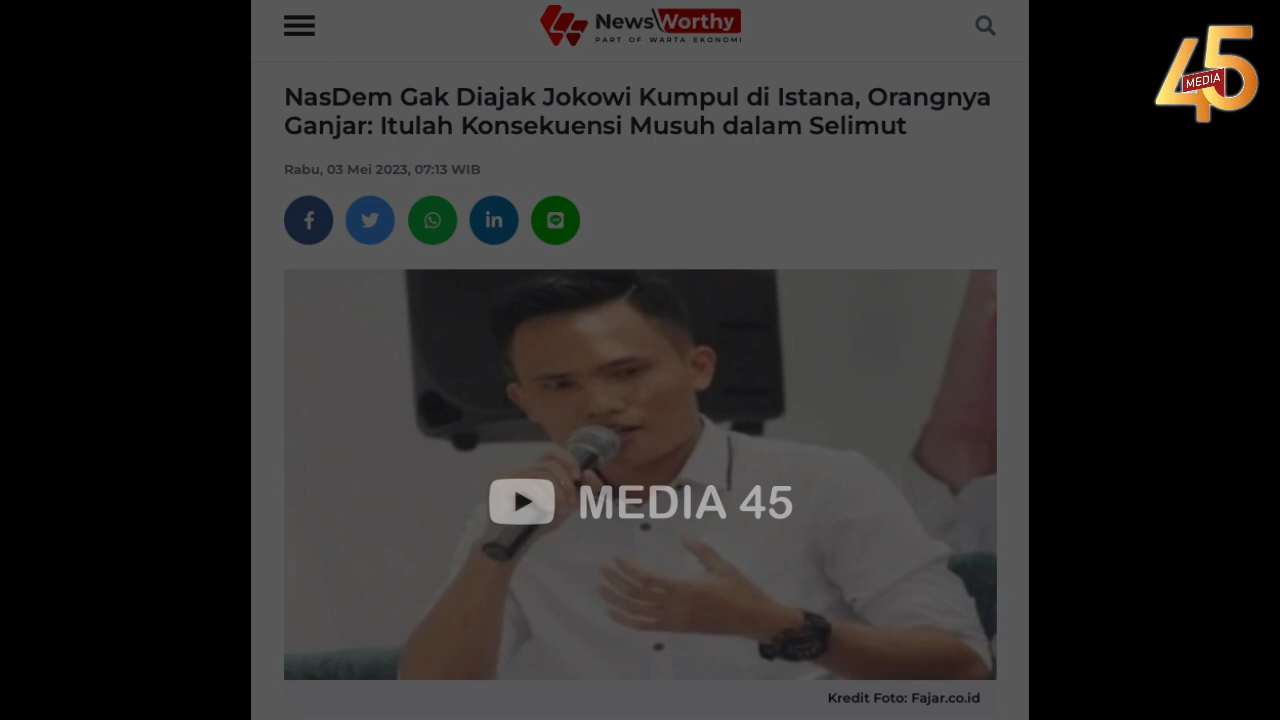 NewsWorthy
PART OF WARTA EKONOMI
45
MEDIA
NasDem Gak Diajak Jokowi Kumpul di Istana, Orangnya
Ganjar: Itulah Konsekuensi Musuh dalam Selimut
Rabu, 03 Mei 2023, 07:13 WIB
MEDIA 45
Kredit Foto: Fajar.co.id